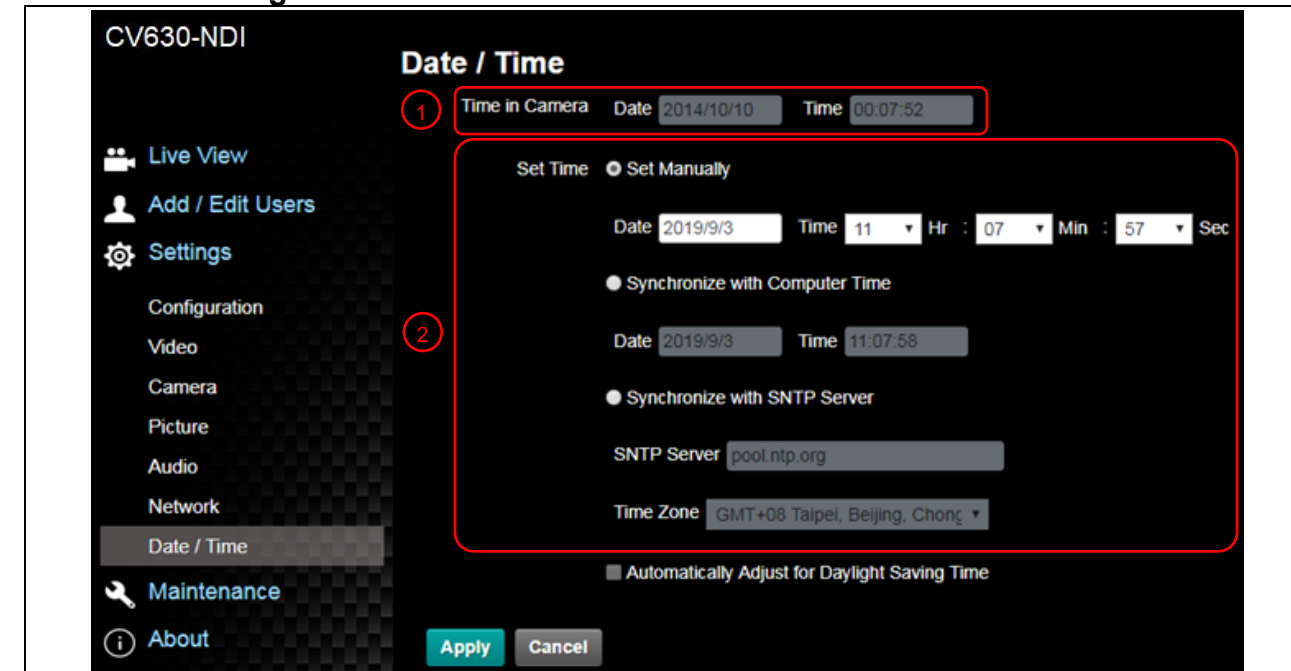 CV630-NDI
Date / Time
1 Time in Camera Date 2014/10/10 Time 00:07:52
Live View
Add / Edit Users
Settings
Configuration
Video
Camera
Picture
Audio
Network
Date / Time
Maintenance
About
2
Set Time Set Manually
Date 2019/9/3 Time 11 Hr : 07 Min : 57 Sec
Synchronize with Computer Time
Date 2019/9/3 Time 11:07:58
Synchronize with SNTP Server
SNTP Server pool.ntp.org
Time Zone GMT+08 Taipei, Beijing, Chong
Automatically Adjust for Daylight Saving Time
Apply Cancel